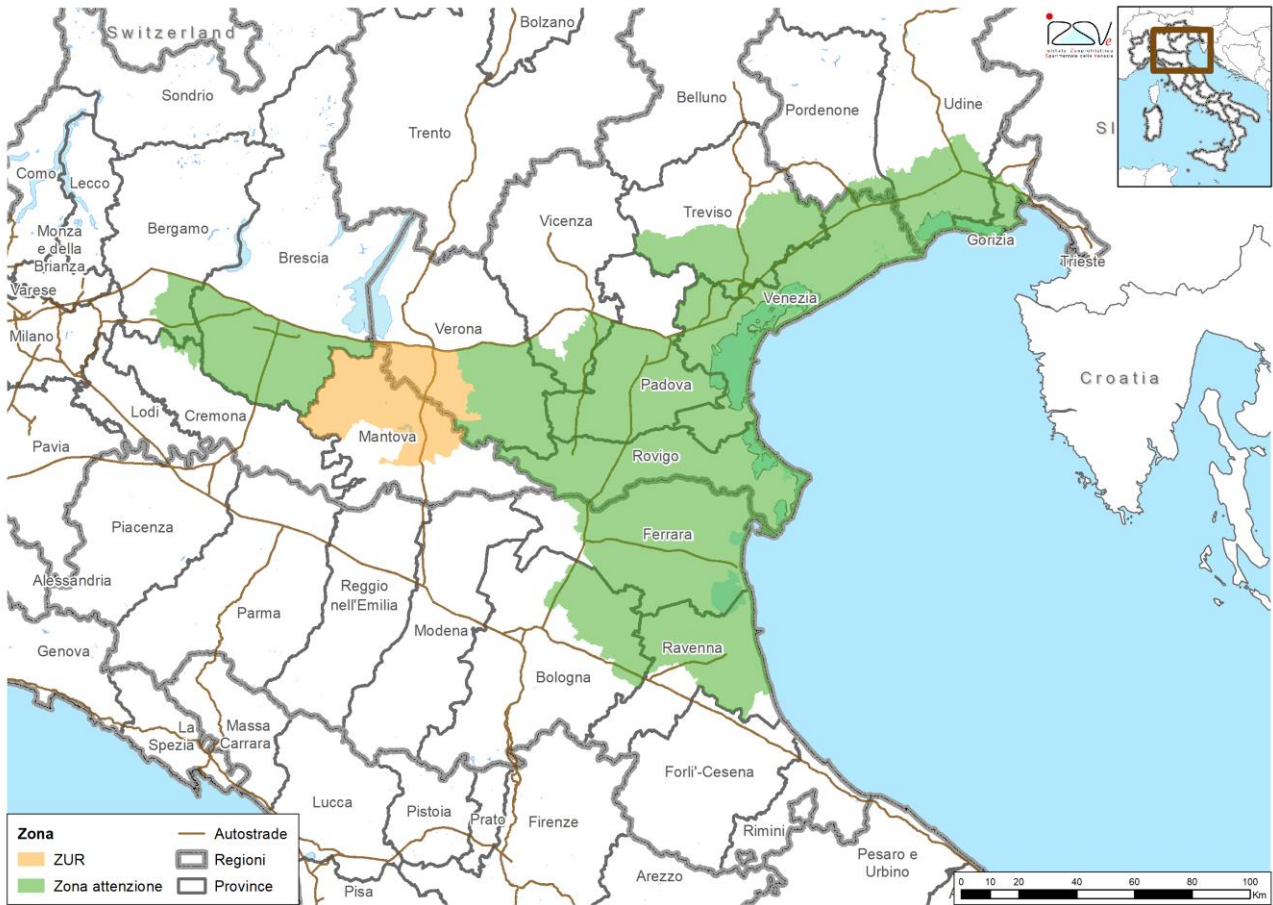 Switzerland
Bolzano
Sondrio
Belluno
Pordenone
Udine
SI
Trento
Como
Lecco
Bergamo
Vicenza
Treviso
Gorizia
Trieste
Monza
e della
Brianza
Brescia
Varese
Venezia
Milano
Verona
Croatia
Padova
Lodi
Cremona
Mantova
Pavia
Rovigo
Piacenza
Ferrara
Alessandria
Parma
Reggio
nell'Emilia
Modena
Ravenna
Genova
Bologna
La
Spezia
Massa
Carrara
Forli'-Cesena
Lucca
Pistoia
Prato
Firenze
Rimini
Pesaro e
Urbino
Arezzo
Pisa
Zona
ZUR
Zona attenzione
Autostrade
Regioni
Province
0 10 20 40 60 80 100
Km